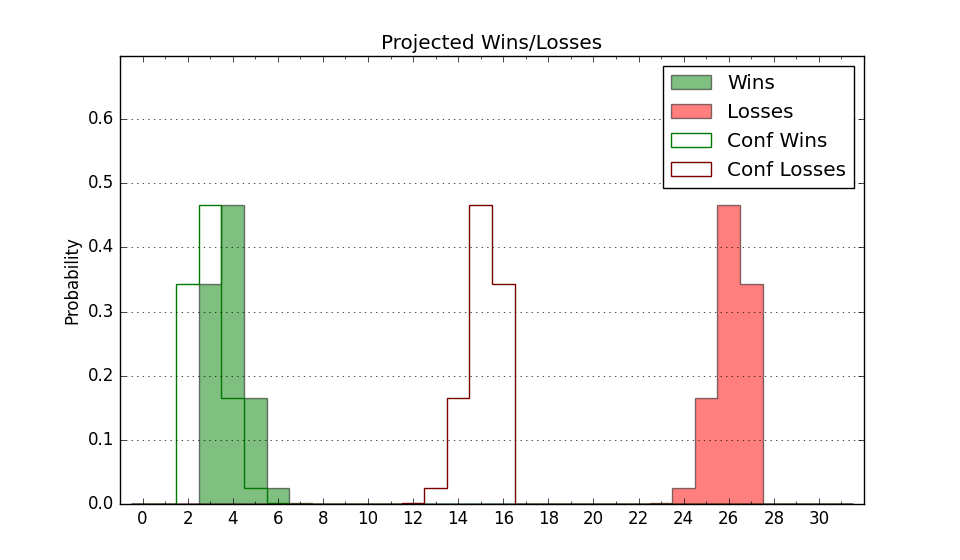 Projected Wins/Losses
Wins
Losses
Conf Wins
Conf Losses
Probability
0.6
0.5
0.4
0.3
0.2
0.1
0.0
0 2 4 6 8 10 12 14 16 18 20 22 24 26 28 30